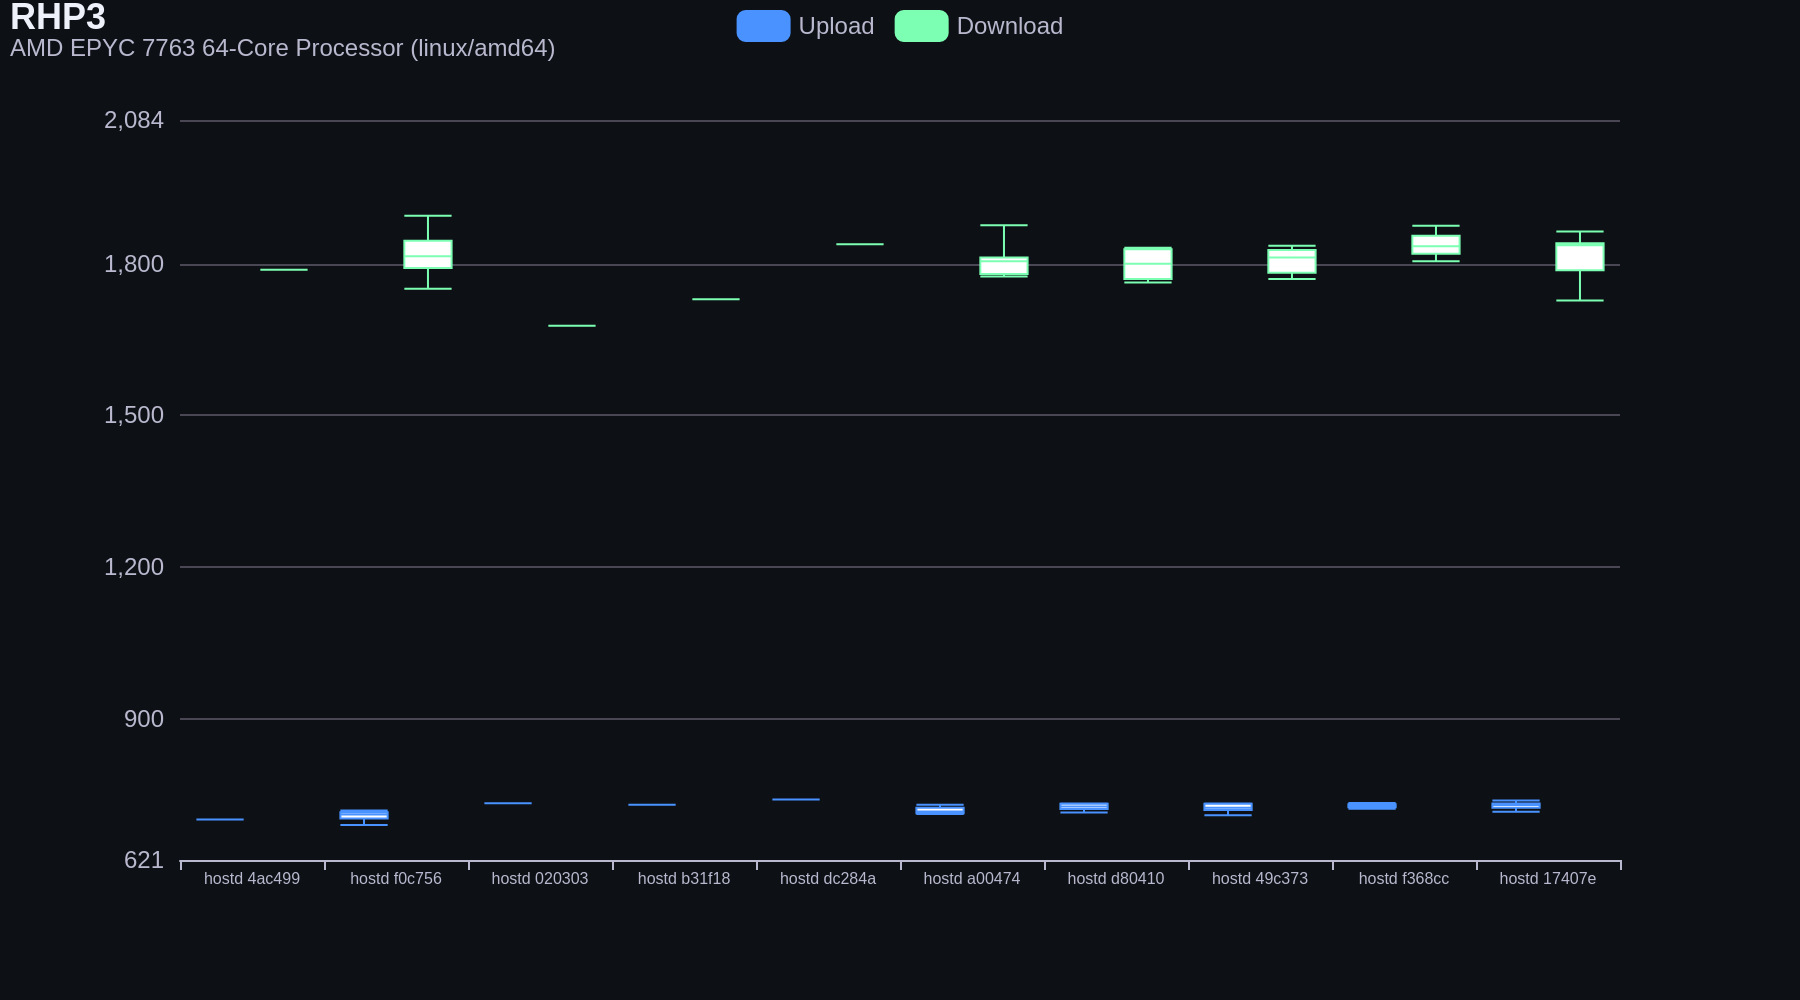 RHP3
AMD EPYC 7763 64-Core Processor (linux/amd64)
Upload
Download
2,084
1,800
1,500
1,200
900
621
hostd 4ac499
hostd f0c756
hostd 020303
hostd b31f18
hostd dc284a
hostd a00474
hostd d80410
hostd 49c373
hostd f368cc
hostd 17407e